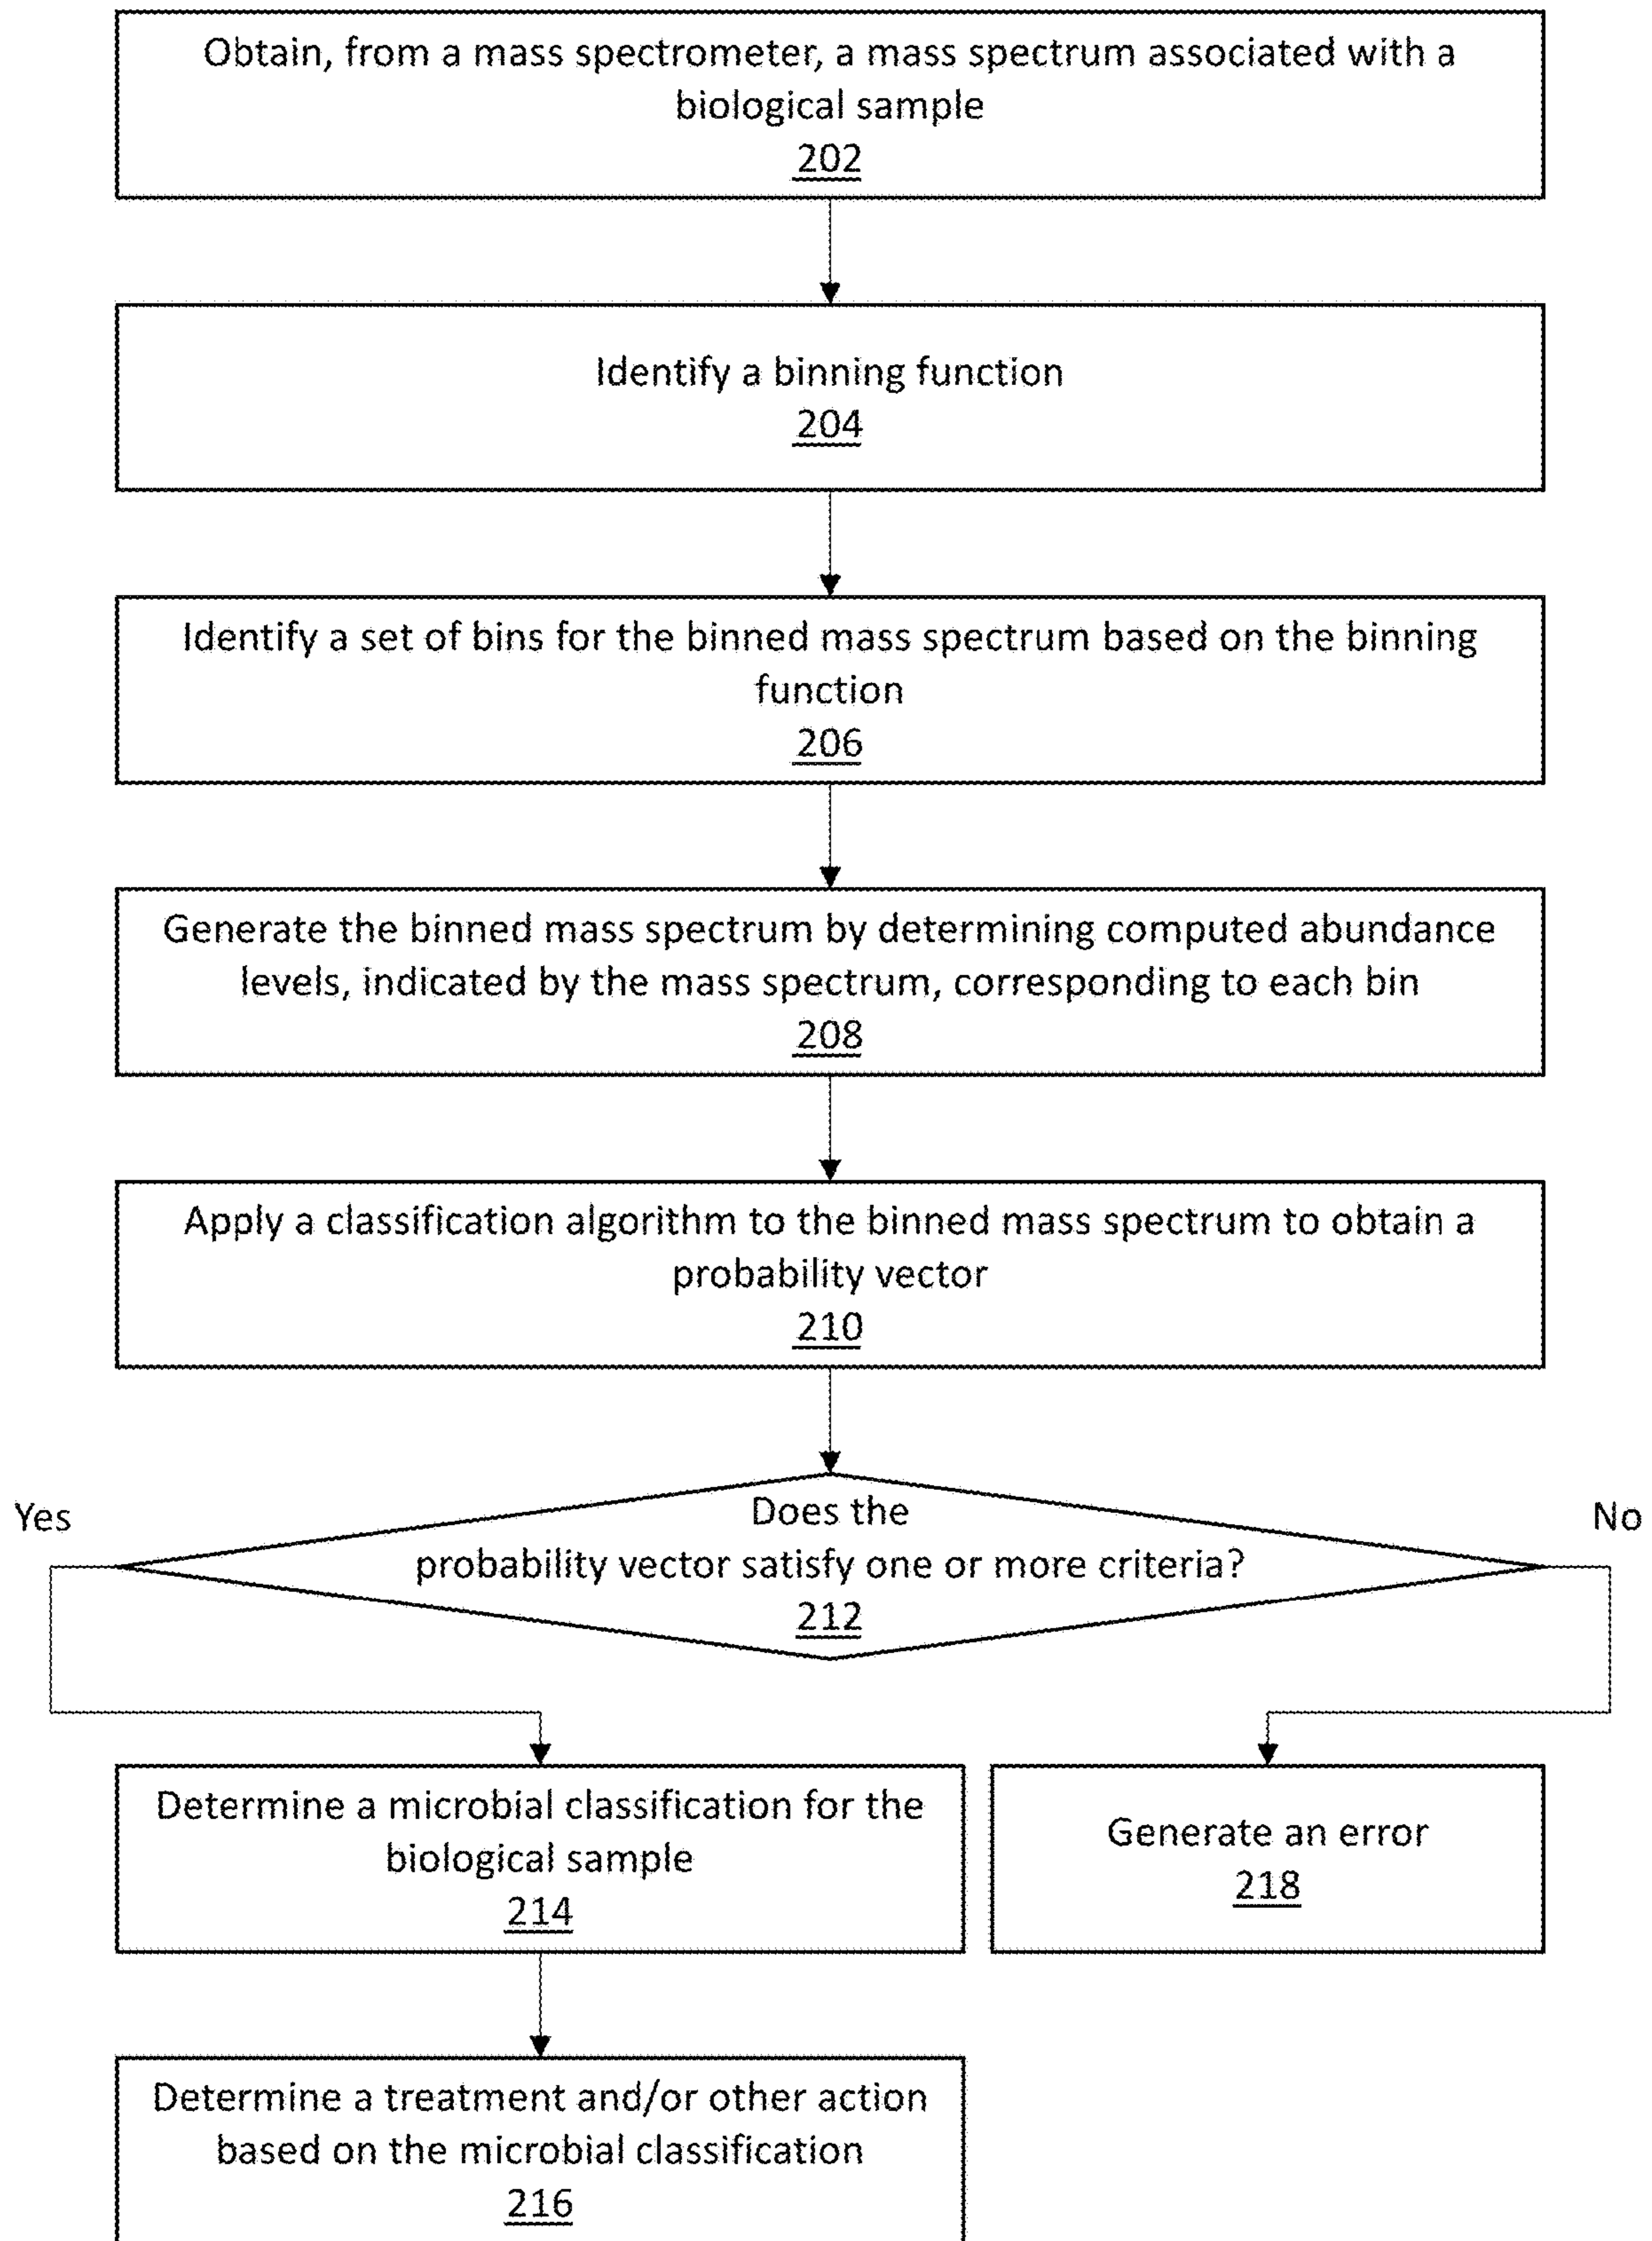 Obtain, from a mass spectrometer, a mass spectrum associated with a
biological sample
202
Identify a binning function
204
Identify a set of bins for the binned mass spectrum based on the binning
function
206
Generate the binned mass spectrum by determining computed abundance
levels, indicated by the mass spectrum, corresponding to each bin
208
Apply a classification algorithm to the binned mass spectrum to obtain a
probability vector
210
Yes
Does the
No
probability vector satisfy one or more criteria?
212
Determine a microbial classification for the
biological sample
214
Generate an error
218
Determine a treatment and/or other action
based on the microbial classification
216